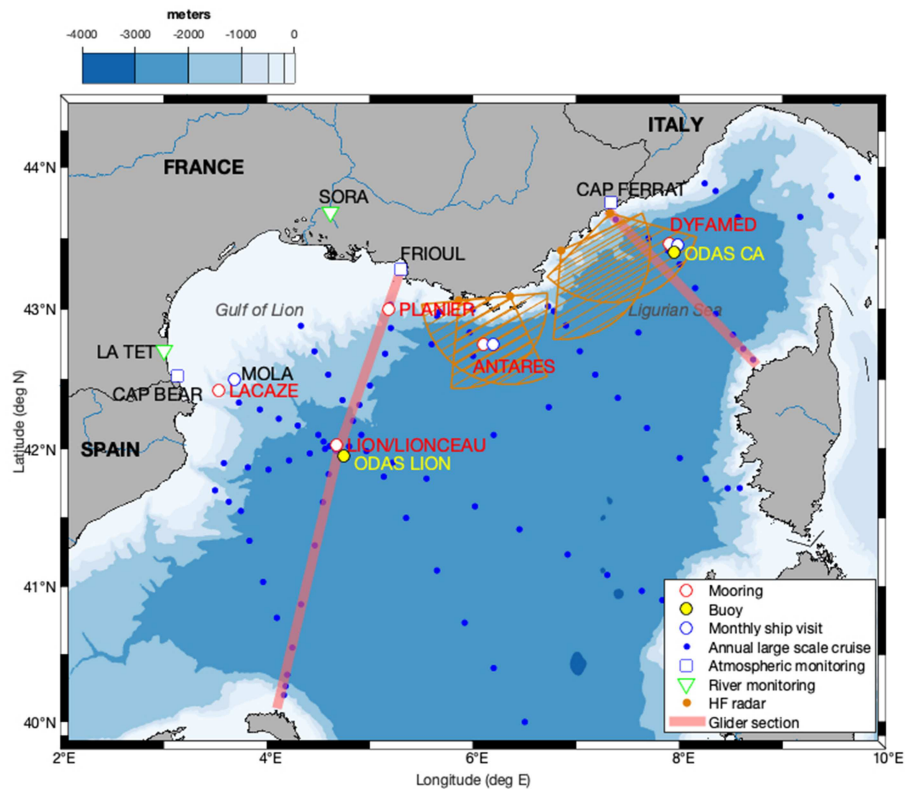 meters
-4000 -3000 -2000 -1000 0
ITALY
44°N
FRANCE
CAP FERRAT
SORA
DYFAMED
FRIOUL
ODAS CA
43°N
Gulf of Lion
PLANIER
Ligurian Sea
LA TET
MOLA
ANTARES
CAP BEAR
LACAZE
SPAIN
42°N
LION/LIONCEAU
ODAS LION
Latitude (deg N)
41°N
40°N
Mooring
Buoy
Monthly ship visit
Annual large scale cruise
Atmospheric monitoring
River monitoring
HF radar
Glider section
2°E 4°E 6°E 8°E 10°E
Longitude (deg E)